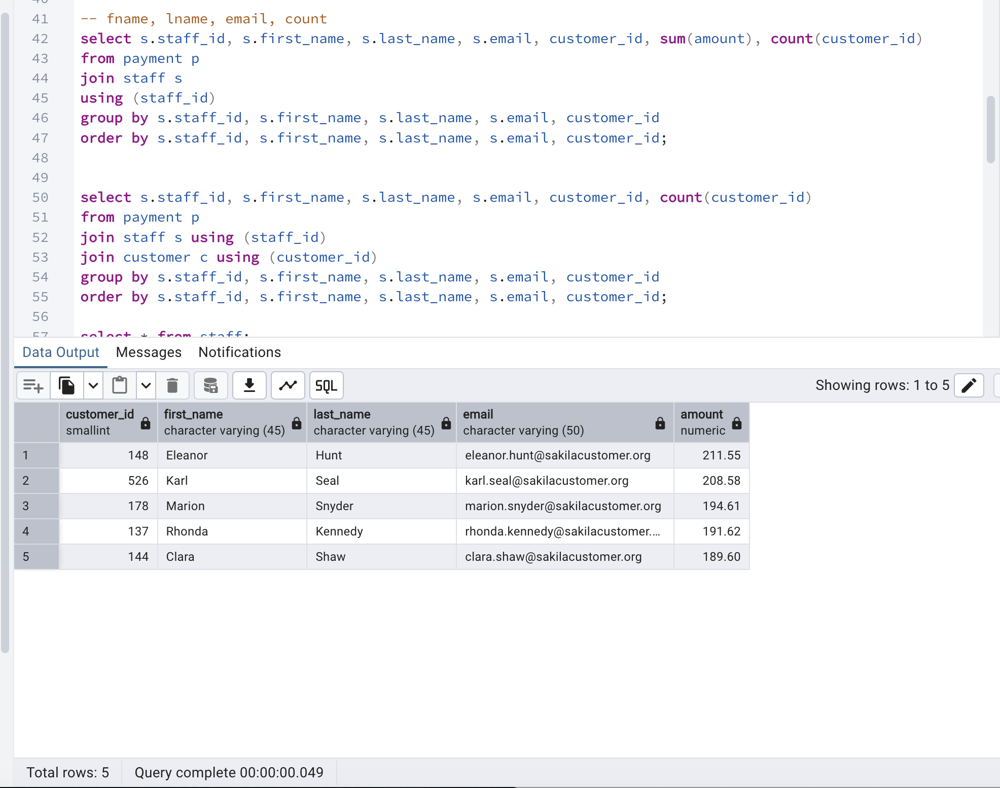 41 -- fname, lname, email, count
42 select s.staff_id, s.first_name, s.last_name, s.email, customer_id, sum(amount), count(customer_id)
43 from payment p
44 join staff s
45 using (staff_id)
46 group by s.staff_id, s.first_name, s.last_name, s.email, customer_id
47 order by s.staff_id, s.first_name, s.last_name, s.email, customer_id;
48
49
50 select s.staff_id, s.first_name, s.last_name, s.email, customer_id, count(customer_id)
51 from payment p
52 join staff s using (staff_id)
53 join customer c using (customer_id)
54 group by s.staff_id, s.first_name, s.last_name, s.email, customer_id
55 order by s.staff_id, s.first_name, s.last_name, s.email, customer_id;
56
57 select * from staff;
Data Output Messages Notifications
SQL Showing rows: 1 to 5
customer_id first_name last_name email amount
smallint character varying (45) character varying (45) character varying (50) numeric
1 148 Eleanor Hunt eleanor.hunt@sakilacustomer.org 211.55
2 526 Karl Seal karl.seal@sakilacustomer.org 208.58
3 178 Marion Snyder marion.snyder@sakilacustomer.org 194.61
4 137 Rhonda Kennedy rhonda.kennedy@sakilacustomer.... 191.62
5 144 Clara Shaw clara.shaw@sakilacustomer.org 189.60
Total rows: 5 Query complete 00:00:00.049